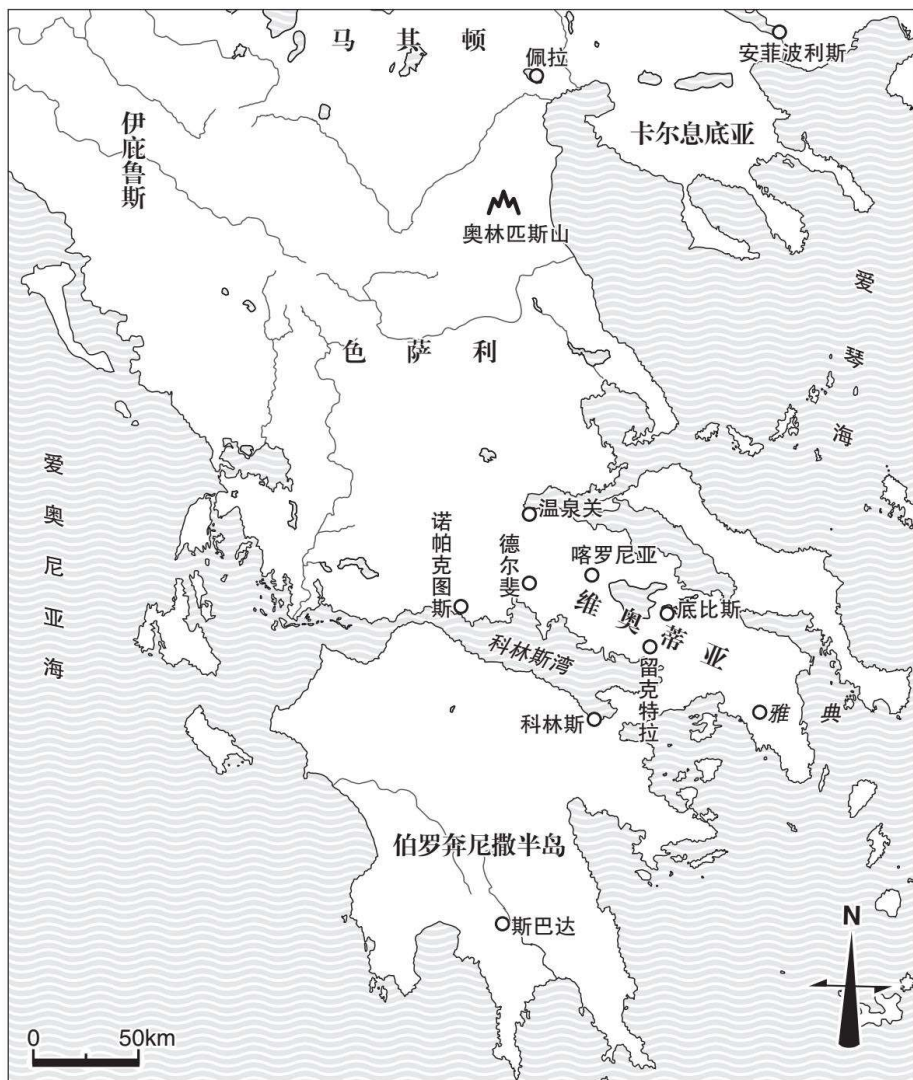 马其顿
佩拉
安菲波利斯
伊庇鲁斯
卡尔息底亚
奥林匹斯山
爱琴海
色萨利
爱奥尼亚海
温泉关
诺帕克图斯
德尔斐
喀罗尼亚
维奥蒂亚
底比斯
科林斯湾
留克特拉
科林斯
雅典
伯罗奔尼撒半岛
斯巴达
N
0 50km